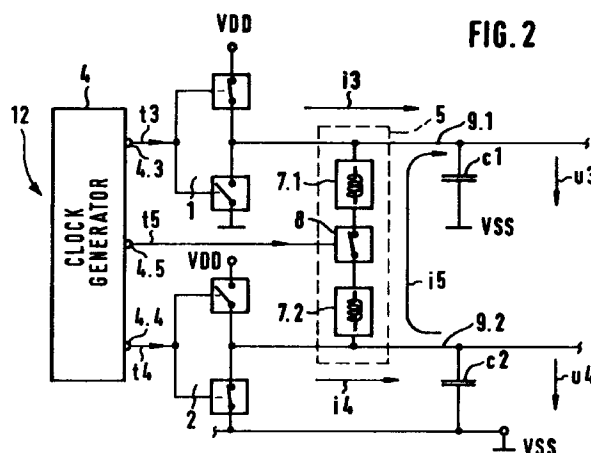 FIG. 2
VDD
4
12
t3
i3
5
9.1
4.3
c1
7.1
u3
1
8
VSS
CLOCK GENERATOR
t5
4.5
VDD
i5
7.2
4.4
9.2
t4
i4
c2
u4
2
VSS